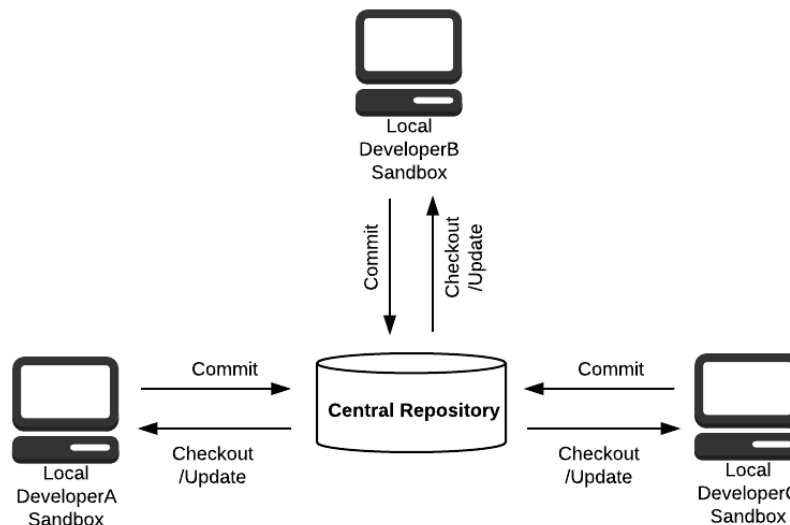 Local
DeveloperB
Sandbox
Commit
Checkout
/Update
Commit
Central Repository
Commit
Checkout
/Update
Checkout
/Update
Local
DeveloperA
Sandbox
Local
Sandbox